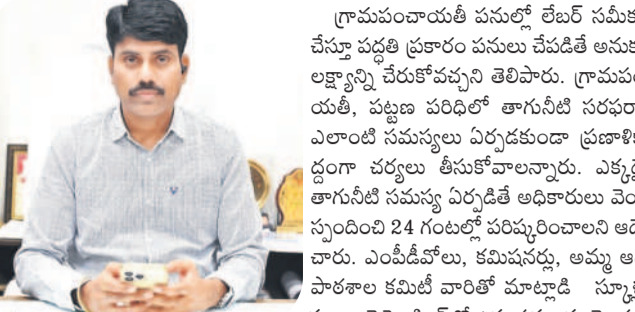 గ్రామపంచాయతీ పనుల్లో లేబర్ సమీక
చేస్తూ పద్ధతి ప్రకారం పనులు చేపడితే అనుక
లక్ష్యాన్ని చేరుకోవచ్చని తెలిపారు. గ్రామపం
యతీ, పట్టణ పరిధిలో తాగునీటి సరఫరా
ఎలాంటి సమస్యలు ఏర్పడకుండా ప్రణాళిక
ద్దంగా చర్యలు తీసుకోవాలన్నారు. ఎక్కడై
తాగునీటి సమస్య ఏర్పడితే అధికారులు వెం
స్పందించి 24 గంటల్లో పరిష్కరించాలని ఆదే
చారు. ఎంపీడీవోలు, కమిషనర్లు, అమ్మ ఆ
పాఠశాల కమిటీ వారితో మాట్లాడి స్కూల్